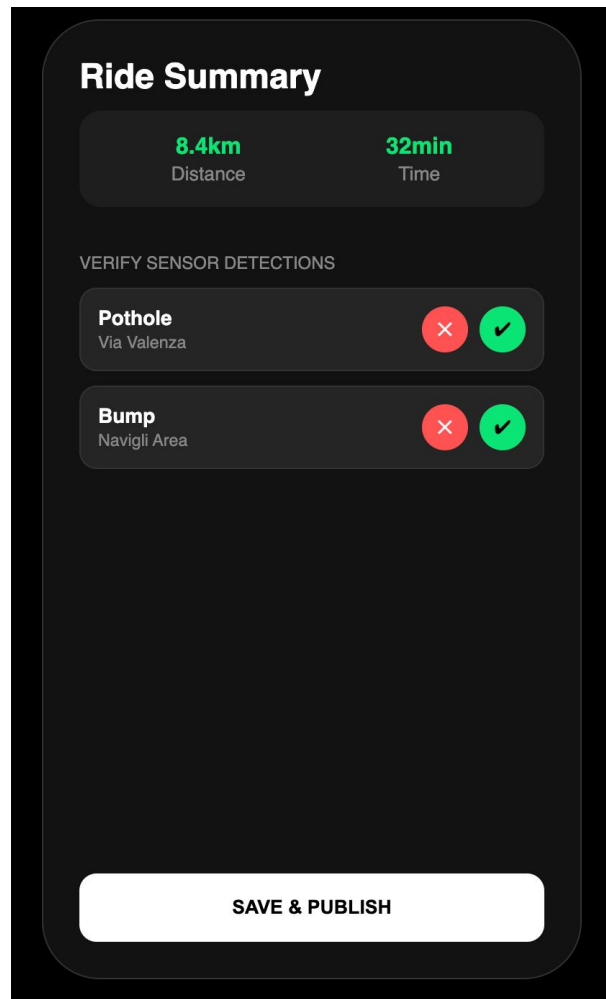 Ride Summary
8.4km 32min
Distance Time
VERIFY SENSOR DETECTIONS
Pothole
Via Valenza
✕ ✔
Bump
Navigli Area
✕ ✔
SAVE & PUBLISH